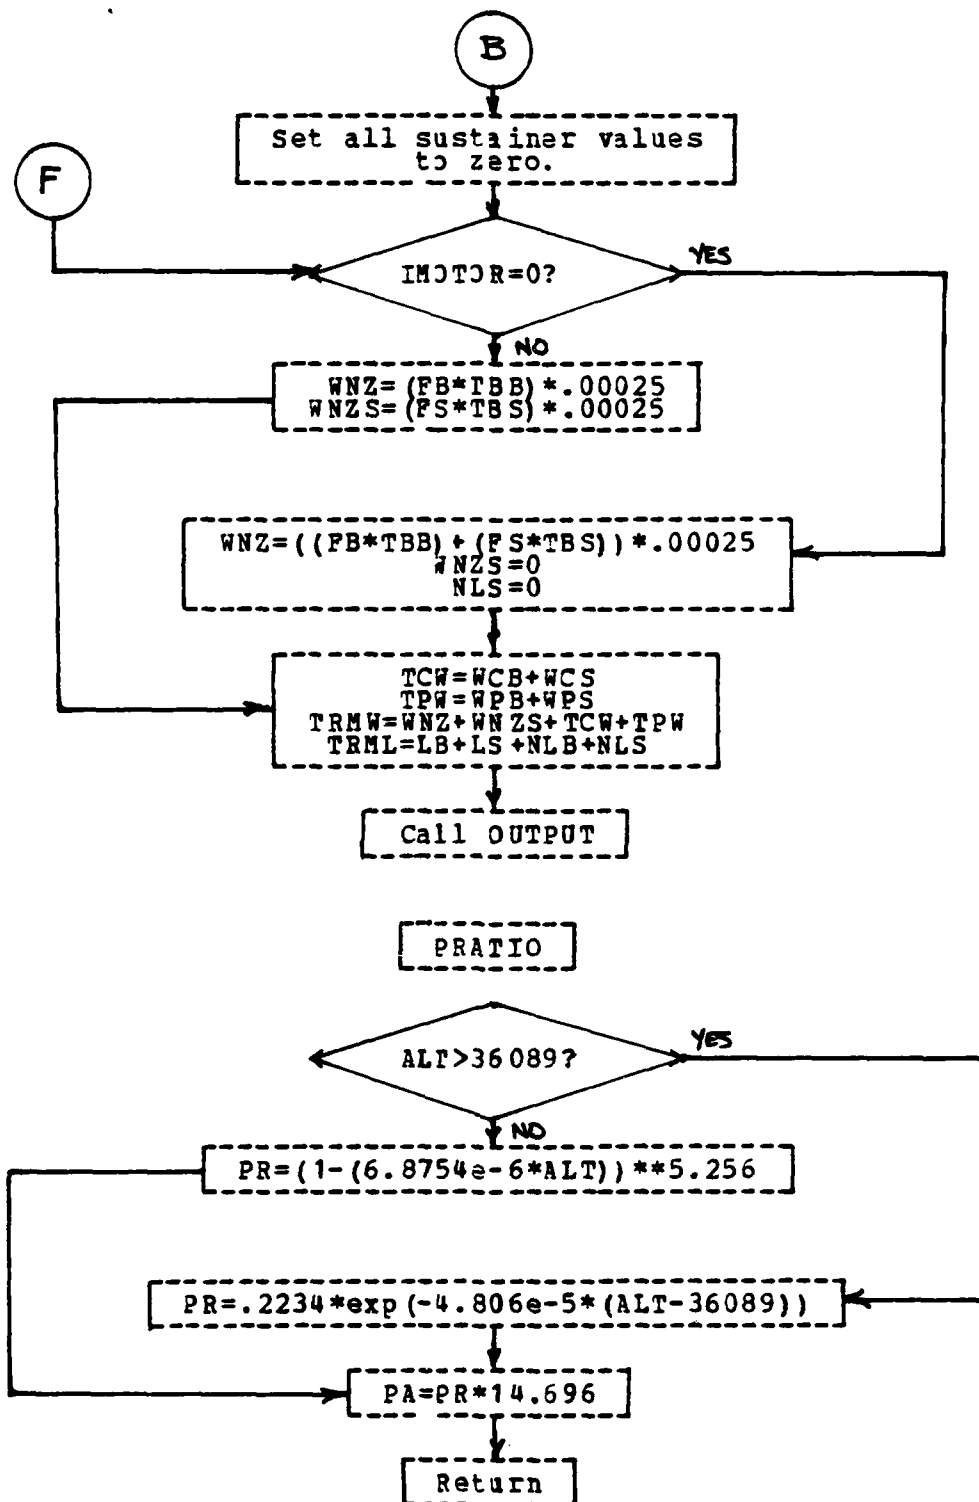 B
Set all sustainer values
to zero.
F
IMOTOR=0?
YES
NO
WNZ=(FB*TBB)*.00025
WNZS=(FS*TBS)*.00025
WNZ=((FB*TBB)+(FS*TBS))*.00025
WNZS=0
NLS=0
TCW=WCB+WCS
TPW=WPB+WPS
TRMW=WNZ+WNZS+TCW+TPW
TRML=LB+LS+NLB+NLS
Call OUTPUT
PRATIO
ALT>36089?
YES
NO
PR=(1-(6.8754e-6*ALT))**5.256
PR=.2234*exp(-4.806e-5*(ALT-36089))
PA=PR*14.696
Return